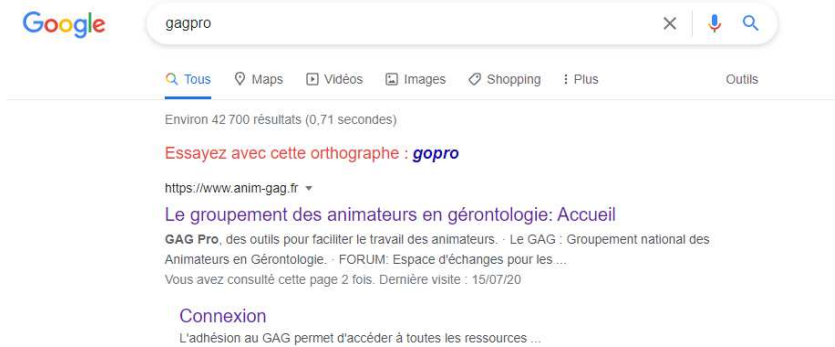 Google
gagpro
Tous Maps Vidéos Images Shopping Plus Outils
Environ 42 700 résultats (0,71 secondes)
Essayez avec cette orthographe : gopro
https://www.anim-gag.fr
Le groupement des animateurs en gérontologie: Accueil
GAG Pro, des outils pour faciliter le travail des animateurs. · Le GAG : Groupement national des
Animateurs en Gérontologie. · FORUM: Espace d'échanges pour les ...
Vous avez consulté cette page 2 fois. Dernière visite : 15/07/20
Connexion
L'adhésion au GAG permet d'accéder à toutes les ressources ...